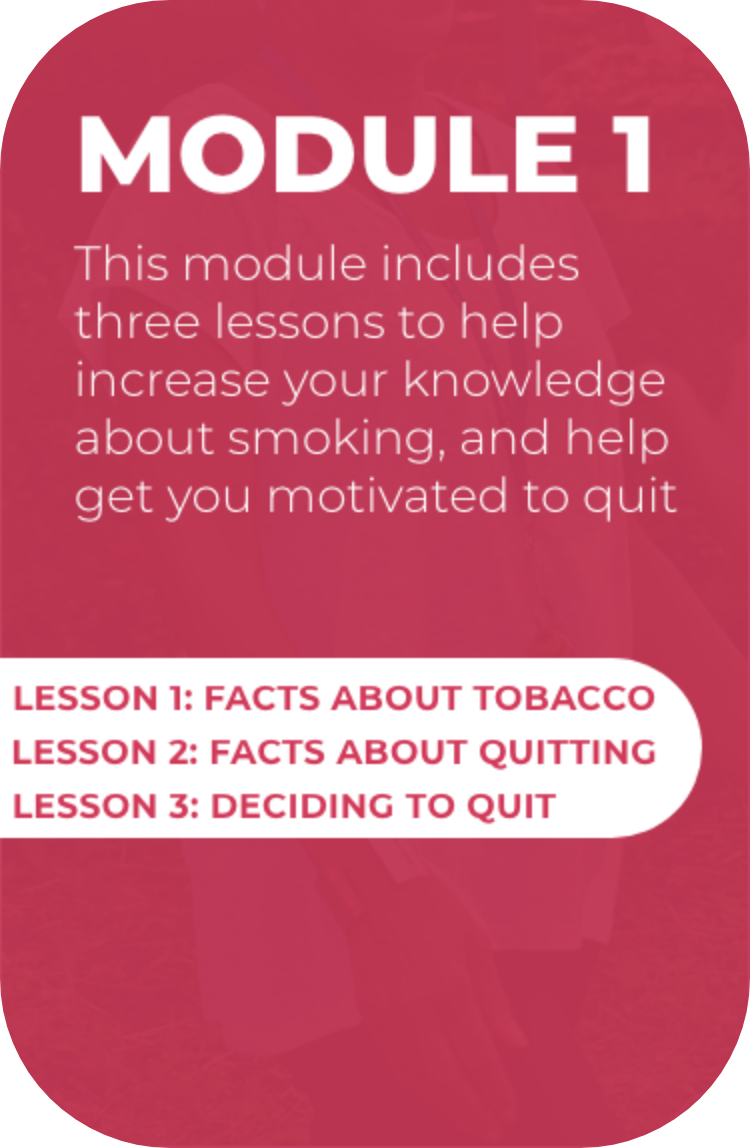 MODULE 1
This module includes
three lessons to help
increase your knowledge
about smoking, and help
get you motivated to quit
LESSON 1: FACTS ABOUT TOBACCO
LESSON 2: FACTS ABOUT QUITTING
LESSON 3: DECIDING TO QUIT